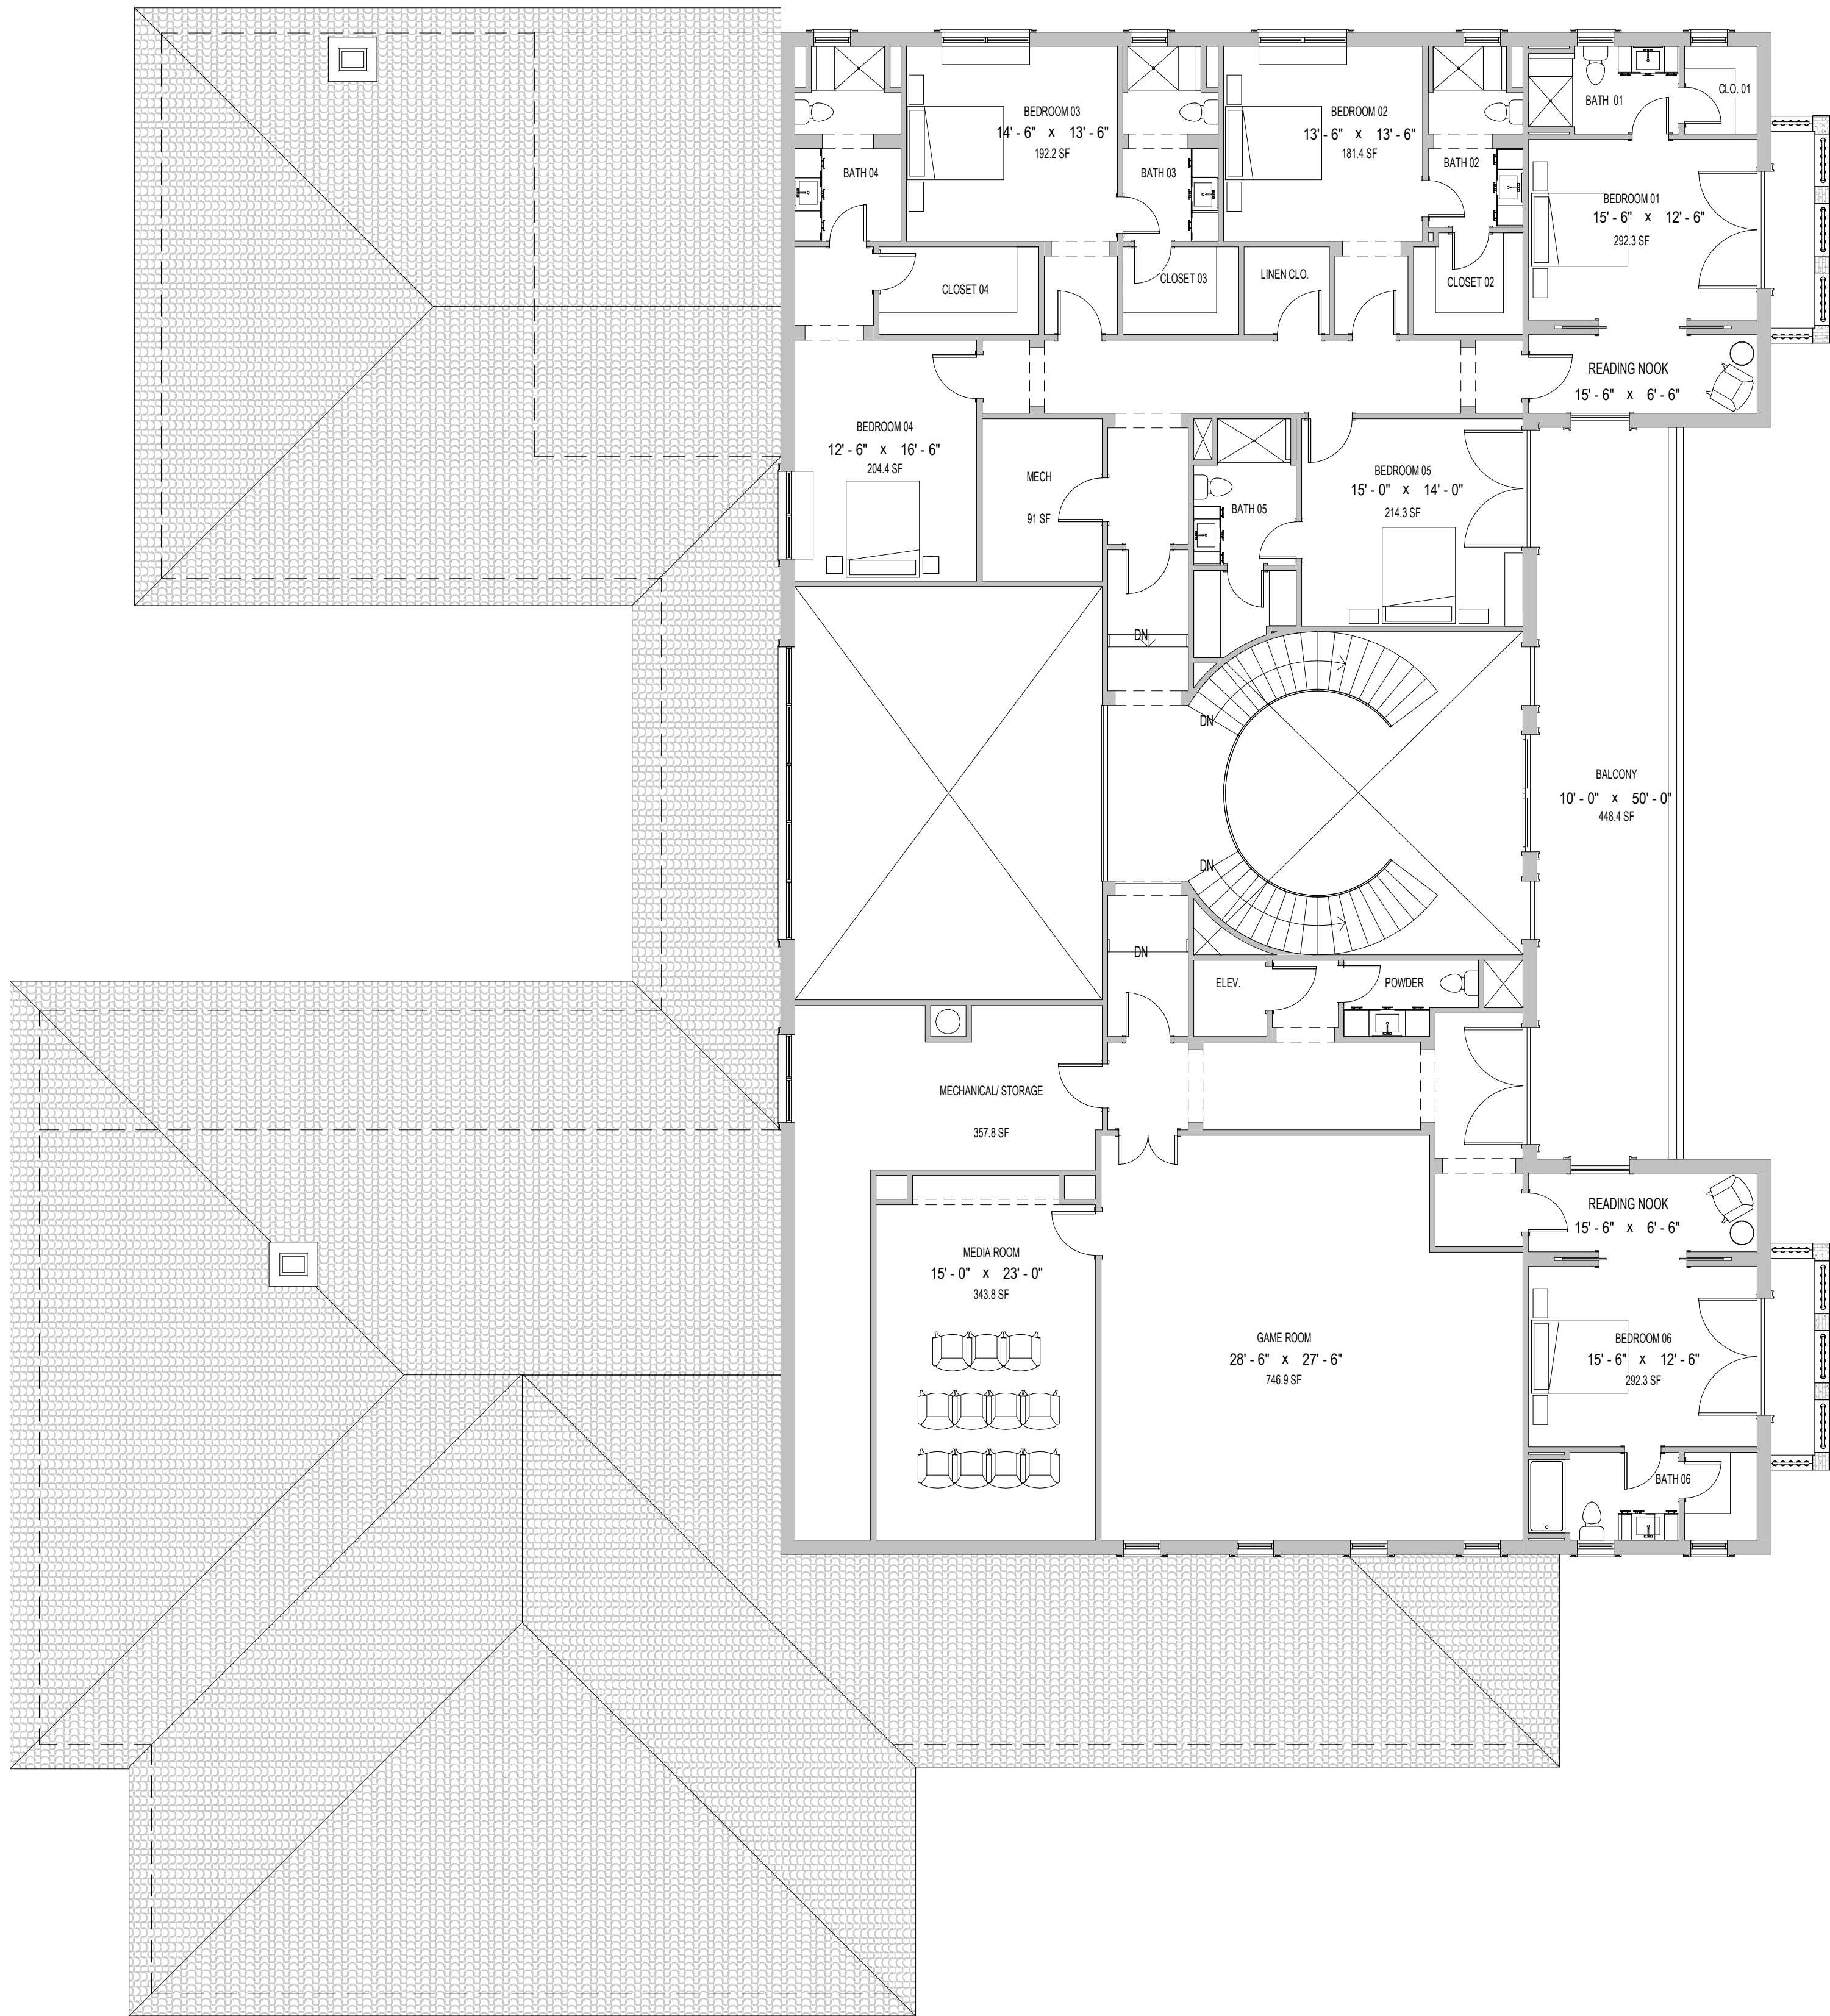 BEDROOM 03
14' - 6" x 13' - 6"
192.2 SF
BEDROOM 02
13' - 6" x 13' - 6"
181.4 SF
BATH 01
CLO. 01
BATH 04
BATH 03
BATH 02
BEDROOM 01
15' - 6" x 12' - 6"
292.3 SF
CLOSET 04
CLOSET 03
LINEN CLO.
CLOSET 02
READING NOOK
15' - 6" x 6' - 6"
BEDROOM 04
12' - 6" x 16' - 6"
204.4 SF
MECH
91 SF
BATH 05
BEDROOM 05
15' - 0" x 14' - 0"
214.3 SF
DN
DN
BALCONY
10' - 0" x 50' - 0"
448.4 SF
DN
DN
ELEV.
POWDER
MECHANICAL/ STORAGE
357.8 SF
READING NOOK
15' - 6" x 6' - 6"
MEDIA ROOM
15' - 0" x 23' - 0"
343.8 SF
GAME ROOM
28' - 6" x 27' - 6"
746.9 SF
BEDROOM 06
15' - 6" x 12' - 6"
292.3 SF
BATH 06